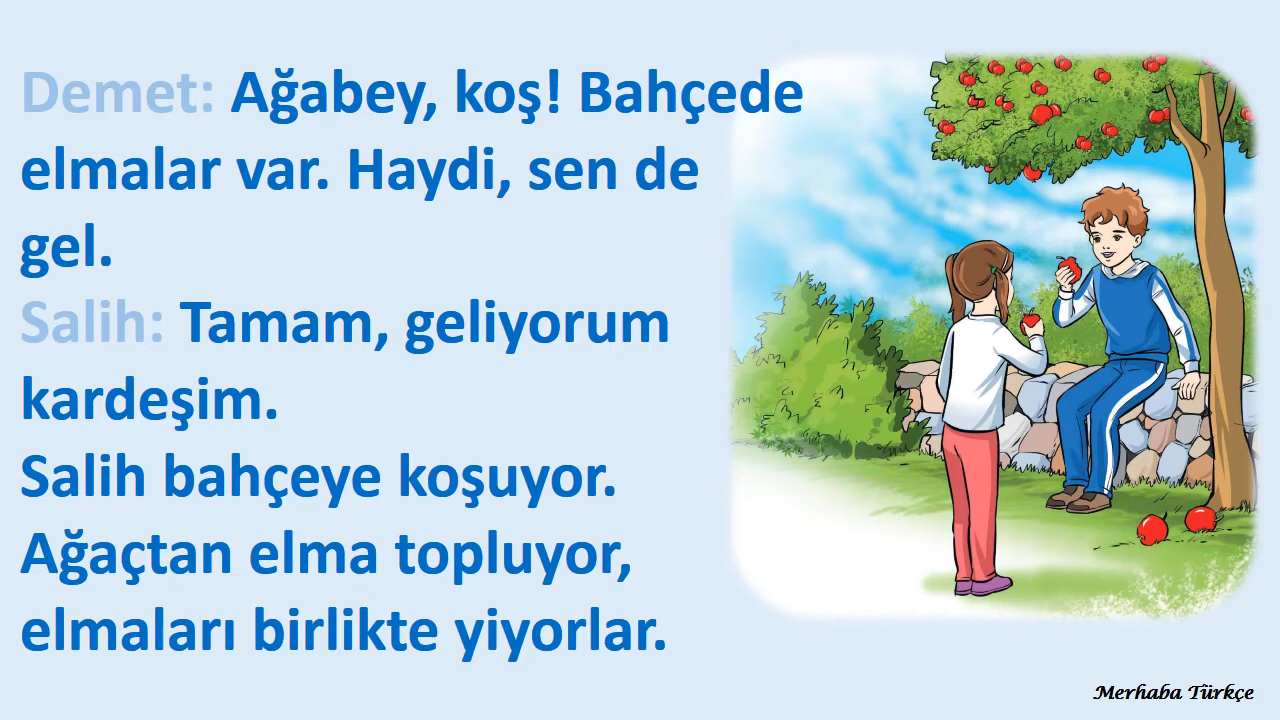 Demet: Ağabey, koş! Bahçede
elmalar var. Haydi, sen de
gel.
Salih: Tamam, geliyorum
kardeşim.
Salih bahçeye koşuyor.
Ağaçtan elma topluyor,
elmaları birlikte yiyorlar.
Merhaba Türkçe